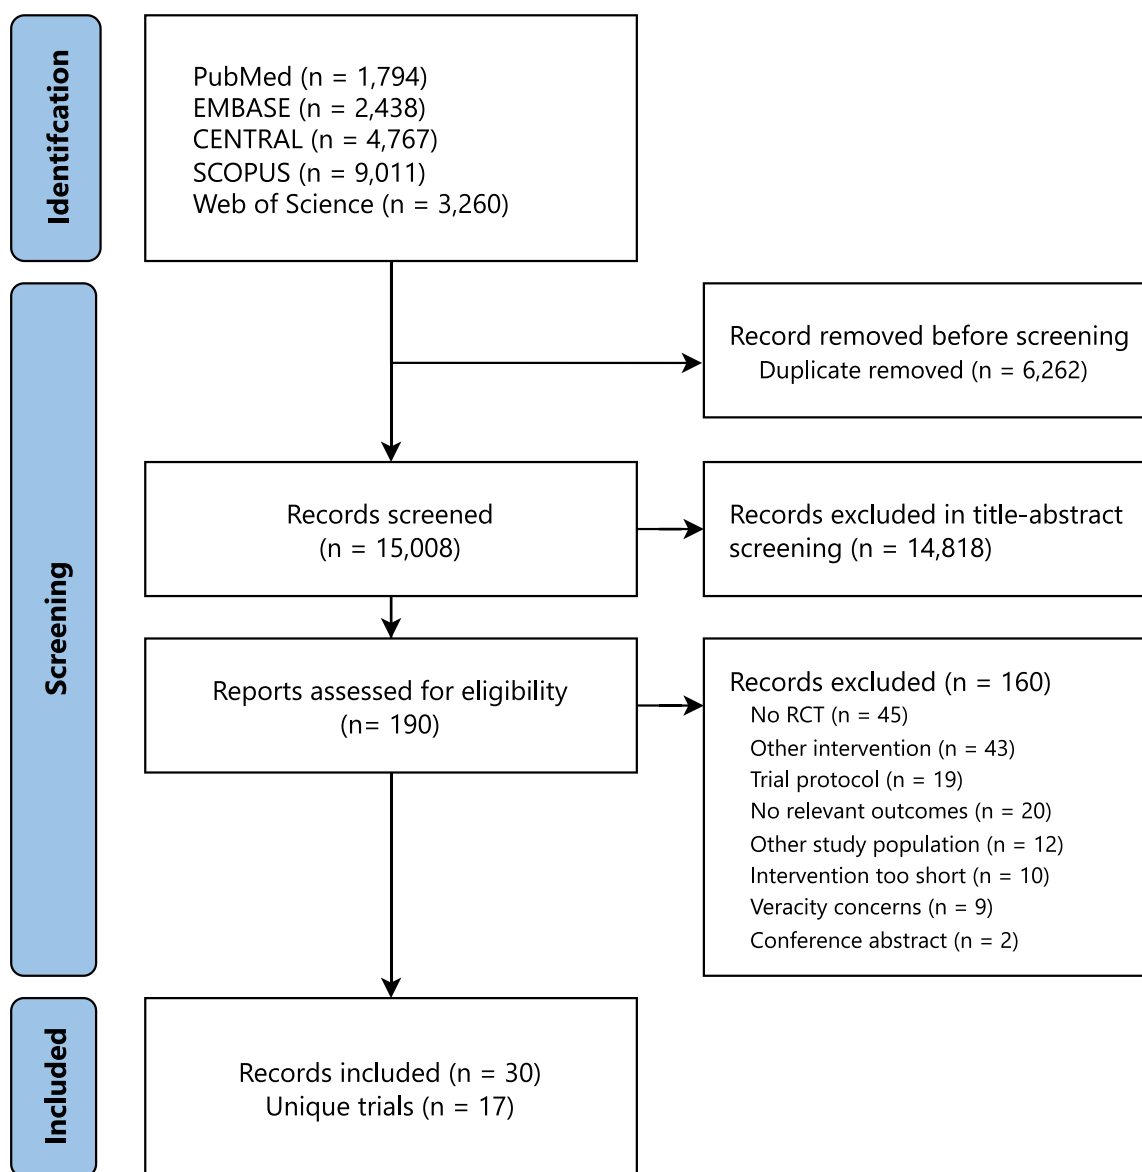 Identifcation
PubMed (n = 1,794)
EMBASE (n = 2,438)
CENTRAL (n = 4,767)
SCOPUS (n = 9,011)
Web of Science (n = 3,260)
Screening
Record removed before screening
Duplicate removed (n = 6,262)
Records screened
(n = 15,008)
Records excluded in title-abstract
screening (n = 14,818)
Reports assessed for eligibility
(n= 190)
Records excluded (n = 160)
No RCT (n = 45)
Other intervention (n = 43)
Trial protocol (n = 19)
No relevant outcomes (n = 20)
Other study population (n = 12)
Intervention too short (n = 10)
Veracity concerns (n = 9)
Conference abstract (n = 2)
Included
Records included (n = 30)
Unique trials (n = 17)